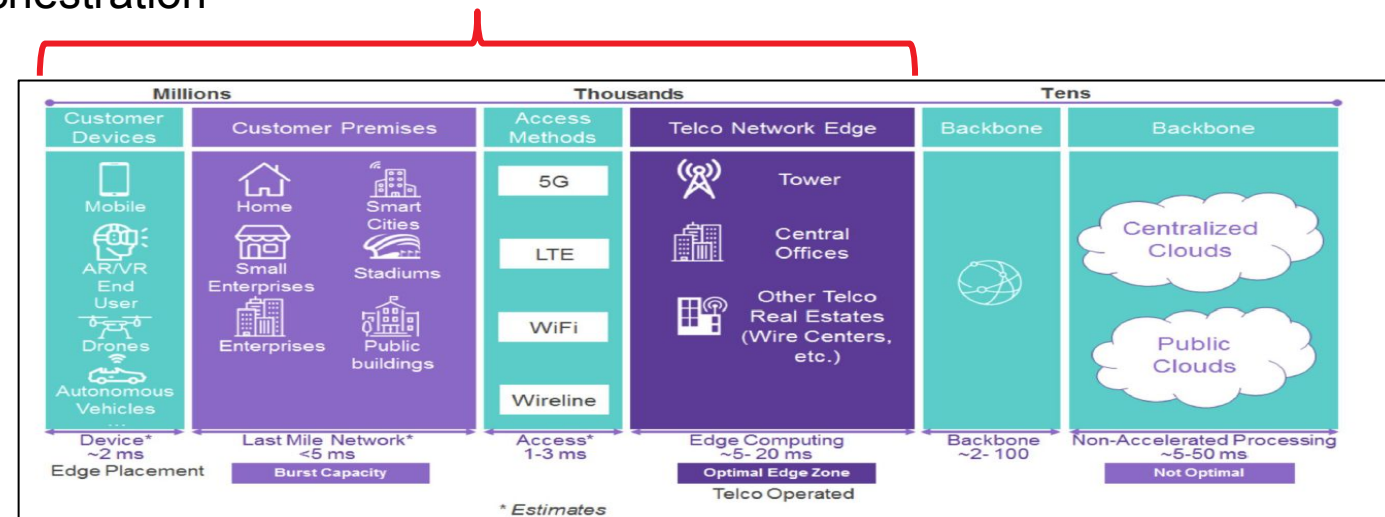 Millions Thousands Tens
Customer
Devices
Customer Premises
Access
Methods
Telco Network Edge
Backbone
Backbone
Mobile
AR/VR
End
User
Drones
Autonomous
Vehicles
...
Home
Smart
Cities
Small
Enterprises
Stadiums
Enterprises
Public
buildings
5G
LTE
WiFi
Wireline
Tower
Central
Offices
Other Telco
Real Estates
(Wire Centers,
etc.)
Centralized
Clouds
Public
Clouds
Device*
~2 ms
Edge Placement
Last Mile Network*
<5 ms
Burst Capacity
Access*
1-3 ms
Edge Computing
~5- 20 ms
Optimal Edge Zone
Telco Operated
Backbone
~2- 100
Non-Accelerated Processing
~5-50 ms
Not Optimal
* Estimates